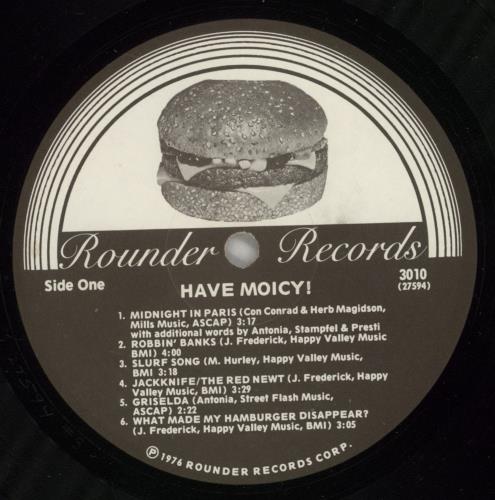 Rounder Records
Side One
HAVE MOICY!
3010
(27594)
1. MIDNIGHT IN PARIS (Con Conrad & Herb Magidson,
Mills Music, ASCAP) 3:17
with additional words by Antonia, Stampfel & Presti
2. ROBBIN' BANKS (J. Frederick, Happy Valley Music
BMI) 4:00
3. SLURF SONG (M. Hurley, Happy Valley Music,
BMI 3:18
4. JACKKNIFE/THE RED NEWT (J. Frederick, Happy
Valley Music, BMI) 3:29
5. GRISELDA (Antonia, Street Flash Music,
ASCAP) 2:22
6. WHAT MADE MY HAMBURGER DISAPPEAR?
(J. Frederick, Happy Valley Music, BMI) 3:05
Ⓟ 1976 ROUNDER RECORDS CORP.